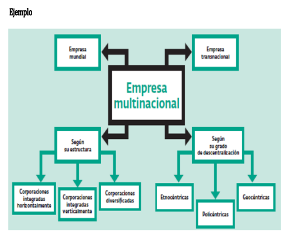 Ejemplo
Empresa
mundial
Empresa
transnacional
Empresa
multinacional
Según
su estructura
Según
su grado
de descentralización
Corporaciones
integradas
horizontalmente
Corporaciones
integradas
verticalmente
Corporaciones
diversificadas
Etnocéntricas
Policéntricas
Geocéntricas